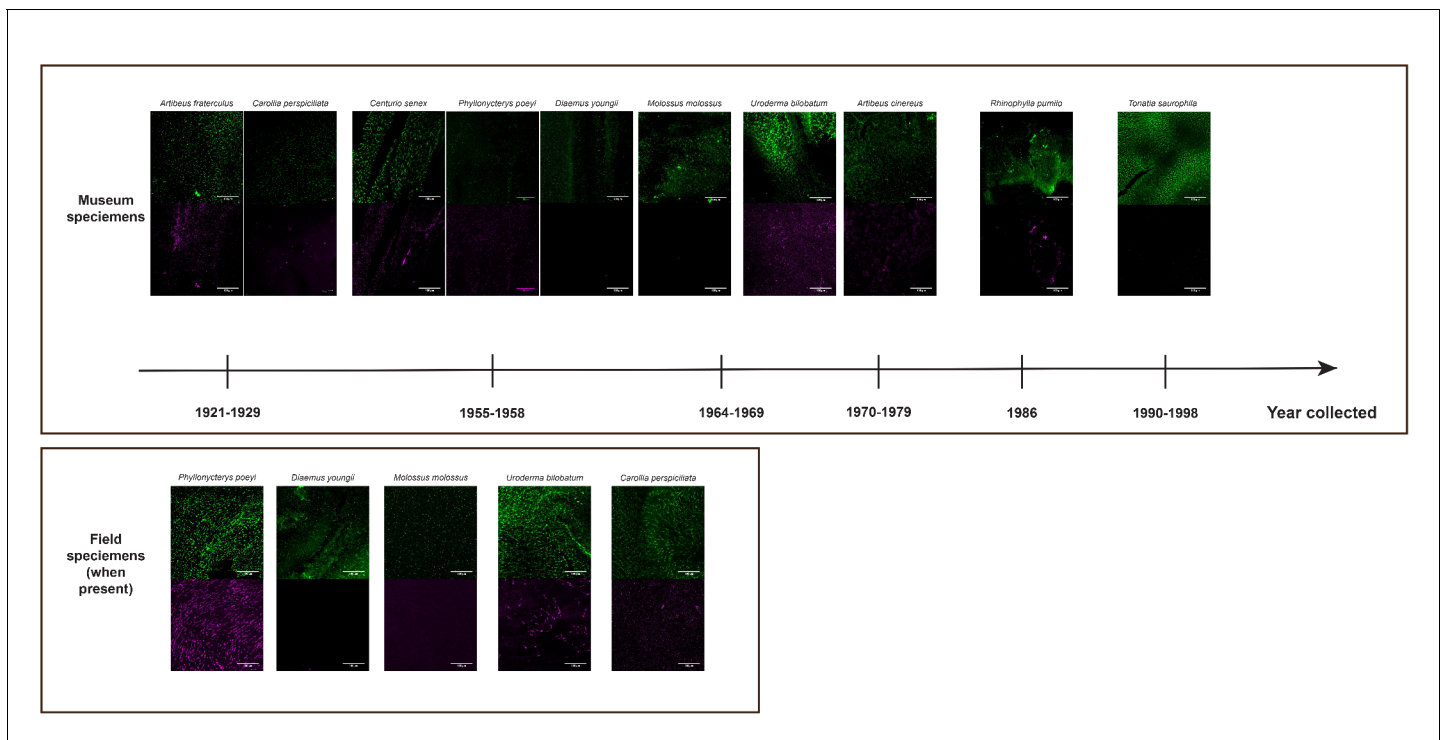 Artibeus fraterculus
Carollia perspiciliata
Centurio senex
Phyllonycterys poeyi
Diaemus youngii
Molossus molossus
Uroderma bilobatum
Artibeus cinereus
Rhinophylla pumilo
Tonatia saurophila
Museum
speciemens
1921-1929
1955-1958
1964-1969
1970-1979
1986
1990-1998
Year collected
Phyllonycterys poeyi
Diaemus youngii
Molossus molossus
Uroderma bilobatum
Carollia perspiciliata
Field
speciemens
(when
present)